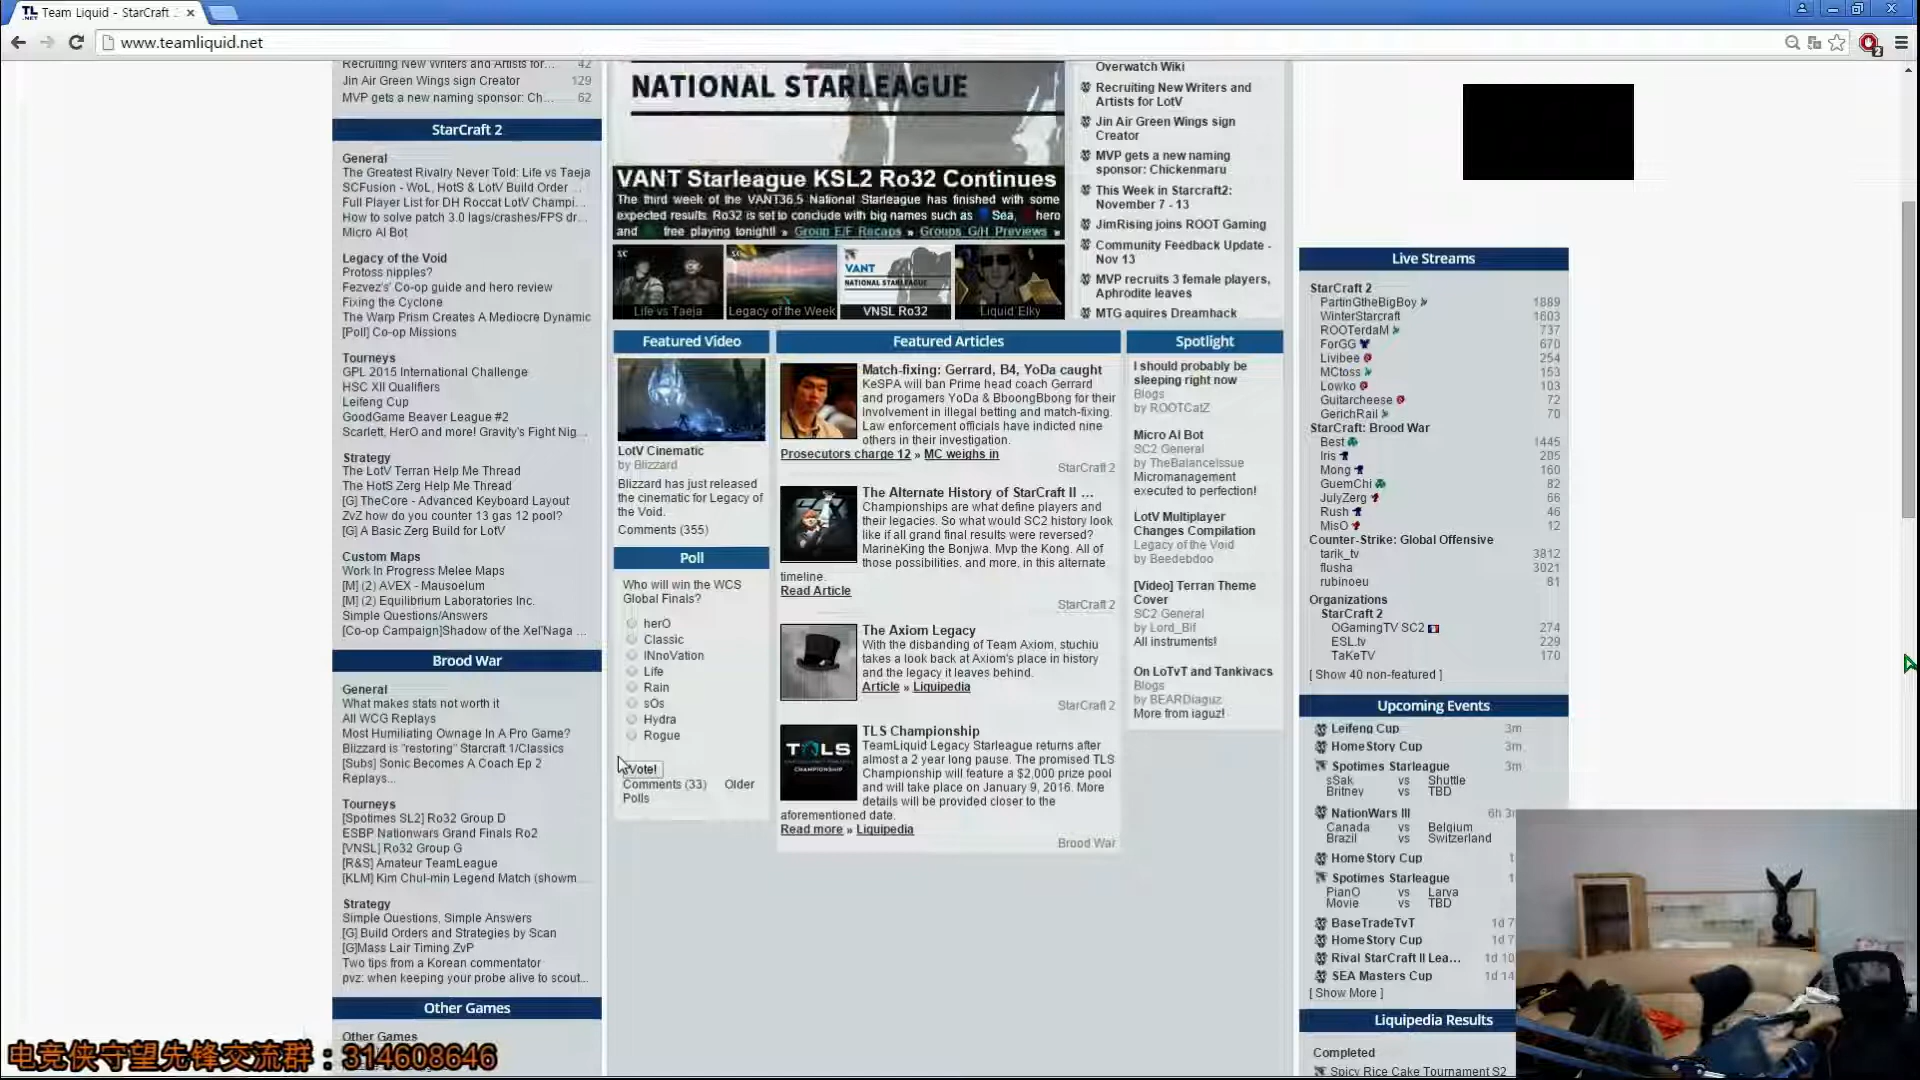 Team Liquid - StarCraft
www.teamliquid.net
Recruiting New Writers and Artists for... 42
Jin Air Green Wings sign Creator 129
MVP gets a new naming sponsor: Ch... 62
StarCraft 2
General
The Greatest Rivalry Never Told: Life vs Taeja
SCFusion - WoL, HotS & LotV Build Order ...
Full Player List for DH Roccat LotV Champi...
How to solve patch 3.0 lags/crashes/FPS dr...
Micro AI Bot
Legacy of the Void
Protoss nipples?
Fezvez's' Co-op guide and hero review
Fixing the Cyclone
The Warp Prism Creates A Mediocre Dynamic
[Poll] Co-op Missions
Tourneys
GPL 2015 International Challenge
HSC XII Qualifiers
Leifeng Cup
GoodGame Beaver League #2
Scarlett, HerO and more! Gravity's Fight Nig...
Strategy
The LotV Terran Help Me Thread
The HotS Zerg Help Me Thread
[G] TheCore - Advanced Keyboard Layout
ZvZ how do you counter 13 gas 12 pool?
[G] A Basic Zerg Build for LotV
Custom Maps
Work In Progress Melee Maps
[M] (2) AVEX - Mausoelum
[M] (2) Equilibrium Laboratories Inc.
Simple Questions/Answers
[Co-op Campaign]Shadow of the Xel'Naga ...
Brood War
General
What makes stats not worth it
All WCG Replays
Most Humiliating Ownage In A Pro Game?
Blizzard is "restoring" Starcraft 1/Classics
[Subs] Sonic Becomes A Coach Ep 2
Replays...
Tourneys
[Spotimes SL2] Ro32 Group D
ESBP Nationwars Grand Finals Ro2
[VNSL] Ro32 Group G
[R&S] Amateur TeamLeague
[KLM] Kim Chul-min Legend Match (showm...
Strategy
Simple Questions, Simple Answers
[G] Build Orders and Strategies by Scan
[G]Mass Lair Timing ZvP
Two tips from a Korean commentator
pvz: when keeping your probe alive to scout...
Other Games
Other Games
NATIONAL STARLEAGUE
VANT Starleague KSL2 Ro32 Continues
The third week of the VANT36.5 National Starleague has finished with some
expected results. Ro32 is set to conclude with big names such as Sea, hero
and free playing tonight! » Group E/F Recaps » Groups G/H Previews »
Life vs Taeja
Legacy of the Week
VANT
NATIONAL STARLEAGUE
VNSL Ro32
Liquid Elky
Overwatch Wiki
Recruiting New Writers and
Artists for LotV
Jin Air Green Wings sign
Creator
MVP gets a new naming
sponsor: Chickenmaru
This Week in Starcraft2:
November 7 - 13
JimRising joins ROOT Gaming
Community Feedback Update -
Nov 13
MVP recruits 3 female players,
Aphrodite leaves
MTG aquires Dreamhack
Featured Video
LotV Cinematic
by Blizzard
Blizzard has just released
the cinematic for Legacy of
the Void.
Comments (355)
Poll
Who will win the WCS
Global Finals?
herO
Classic
INnoVation
Life
Rain
sOs
Hydra
Rogue
Vote!
Comments (33) Older
Polls
Featured Articles
Match-fixing: Gerrard, B4, YoDa caught
KeSPA will ban Prime head coach Gerrard
and progamers YoDa & BboongBbong for their
involvement in illegal betting and match-fixing.
Law enforcement officials have indicted nine
others in their investigation.
Prosecutors charge 12 » MC weighs in
StarCraft 2
The Alternate History of StarCraft II ...
Championships are what define players and
their legacies. So what would SC2 history look
like if all grand final results were reversed?
MarineKing the Bonjwa. Mvp the Kong. All of
those possibilities, and more, in this alternate
timeline.
Read Article
StarCraft 2
The Axiom Legacy
With the disbanding of Team Axiom, stuchiu
takes a look back at Axiom's place in history
and the legacy it leaves behind.
Article » Liquipedia
StarCraft 2
TLS
CHAMPIONSHIP
TLS Championship
TeamLiquid Legacy Starleague returns after
almost a 2 year long pause. The promised TLS
Championship will feature a $2,000 prize pool
and will take place on January 9, 2016. More
details will be provided closer to the
aforementioned date.
Read more » Liquipedia
Brood War
Spotlight
I should probably be
sleeping right now
Blogs
by ROOTCatZ
Micro AI Bot
SC2 General
by TheBalanceIssue
Micromanagement
executed to perfection!
LotV Multiplayer
Changes Compilation
Legacy of the Void
by Beedebdoo
[Video] Terran Theme
Cover
SC2 General
by Lord_Bif
All instruments!
On LoTvT and Tankivacs
Blogs
by BEARDiaguz
More from iaguz!
Live Streams
StarCraft 2
PartinGtheBigBoy 1889
WinterStarcraft 1603
ROOTerdaM 737
ForGG 670
Livibee 254
MCtoss 153
Lowko 103
Guitarcheese 72
GerichRail 70
StarCraft: Brood War
Best 1445
Iris 205
Mong 160
GuemChi 82
JulyZerg 66
Rush 46
MisO 12
Counter-Strike: Global Offensive
tarik_tv 3812
flusha 3021
rubinoeu 81
Organizations
StarCraft 2
OGamingTV SC2 274
ESL.tv 229
TaKeTV 170
[ Show 40 non-featured ]
Upcoming Events
Leifeng Cup 3m
HomeStory Cup 3m
Spotimes Starleague 3m
sSak vs Shuttle
Britney vs TBD
NationWars III 6h 3
Canada vs Belgium
Brazil vs Switzerland
HomeStory Cup 1
Spotimes Starleague 1
PianO vs Larva
Movie vs TBD
BaseTradeTvT 1d 7
HomeStory Cup 1d 7
Rival StarCraft II Lea... 1d 10
SEA Masters Cup 1d 14
[ Show More ]
Liquipedia Results
Completed
Spicy Rice Cake Tournament S2
电竞侠守望先锋交流群：314608646